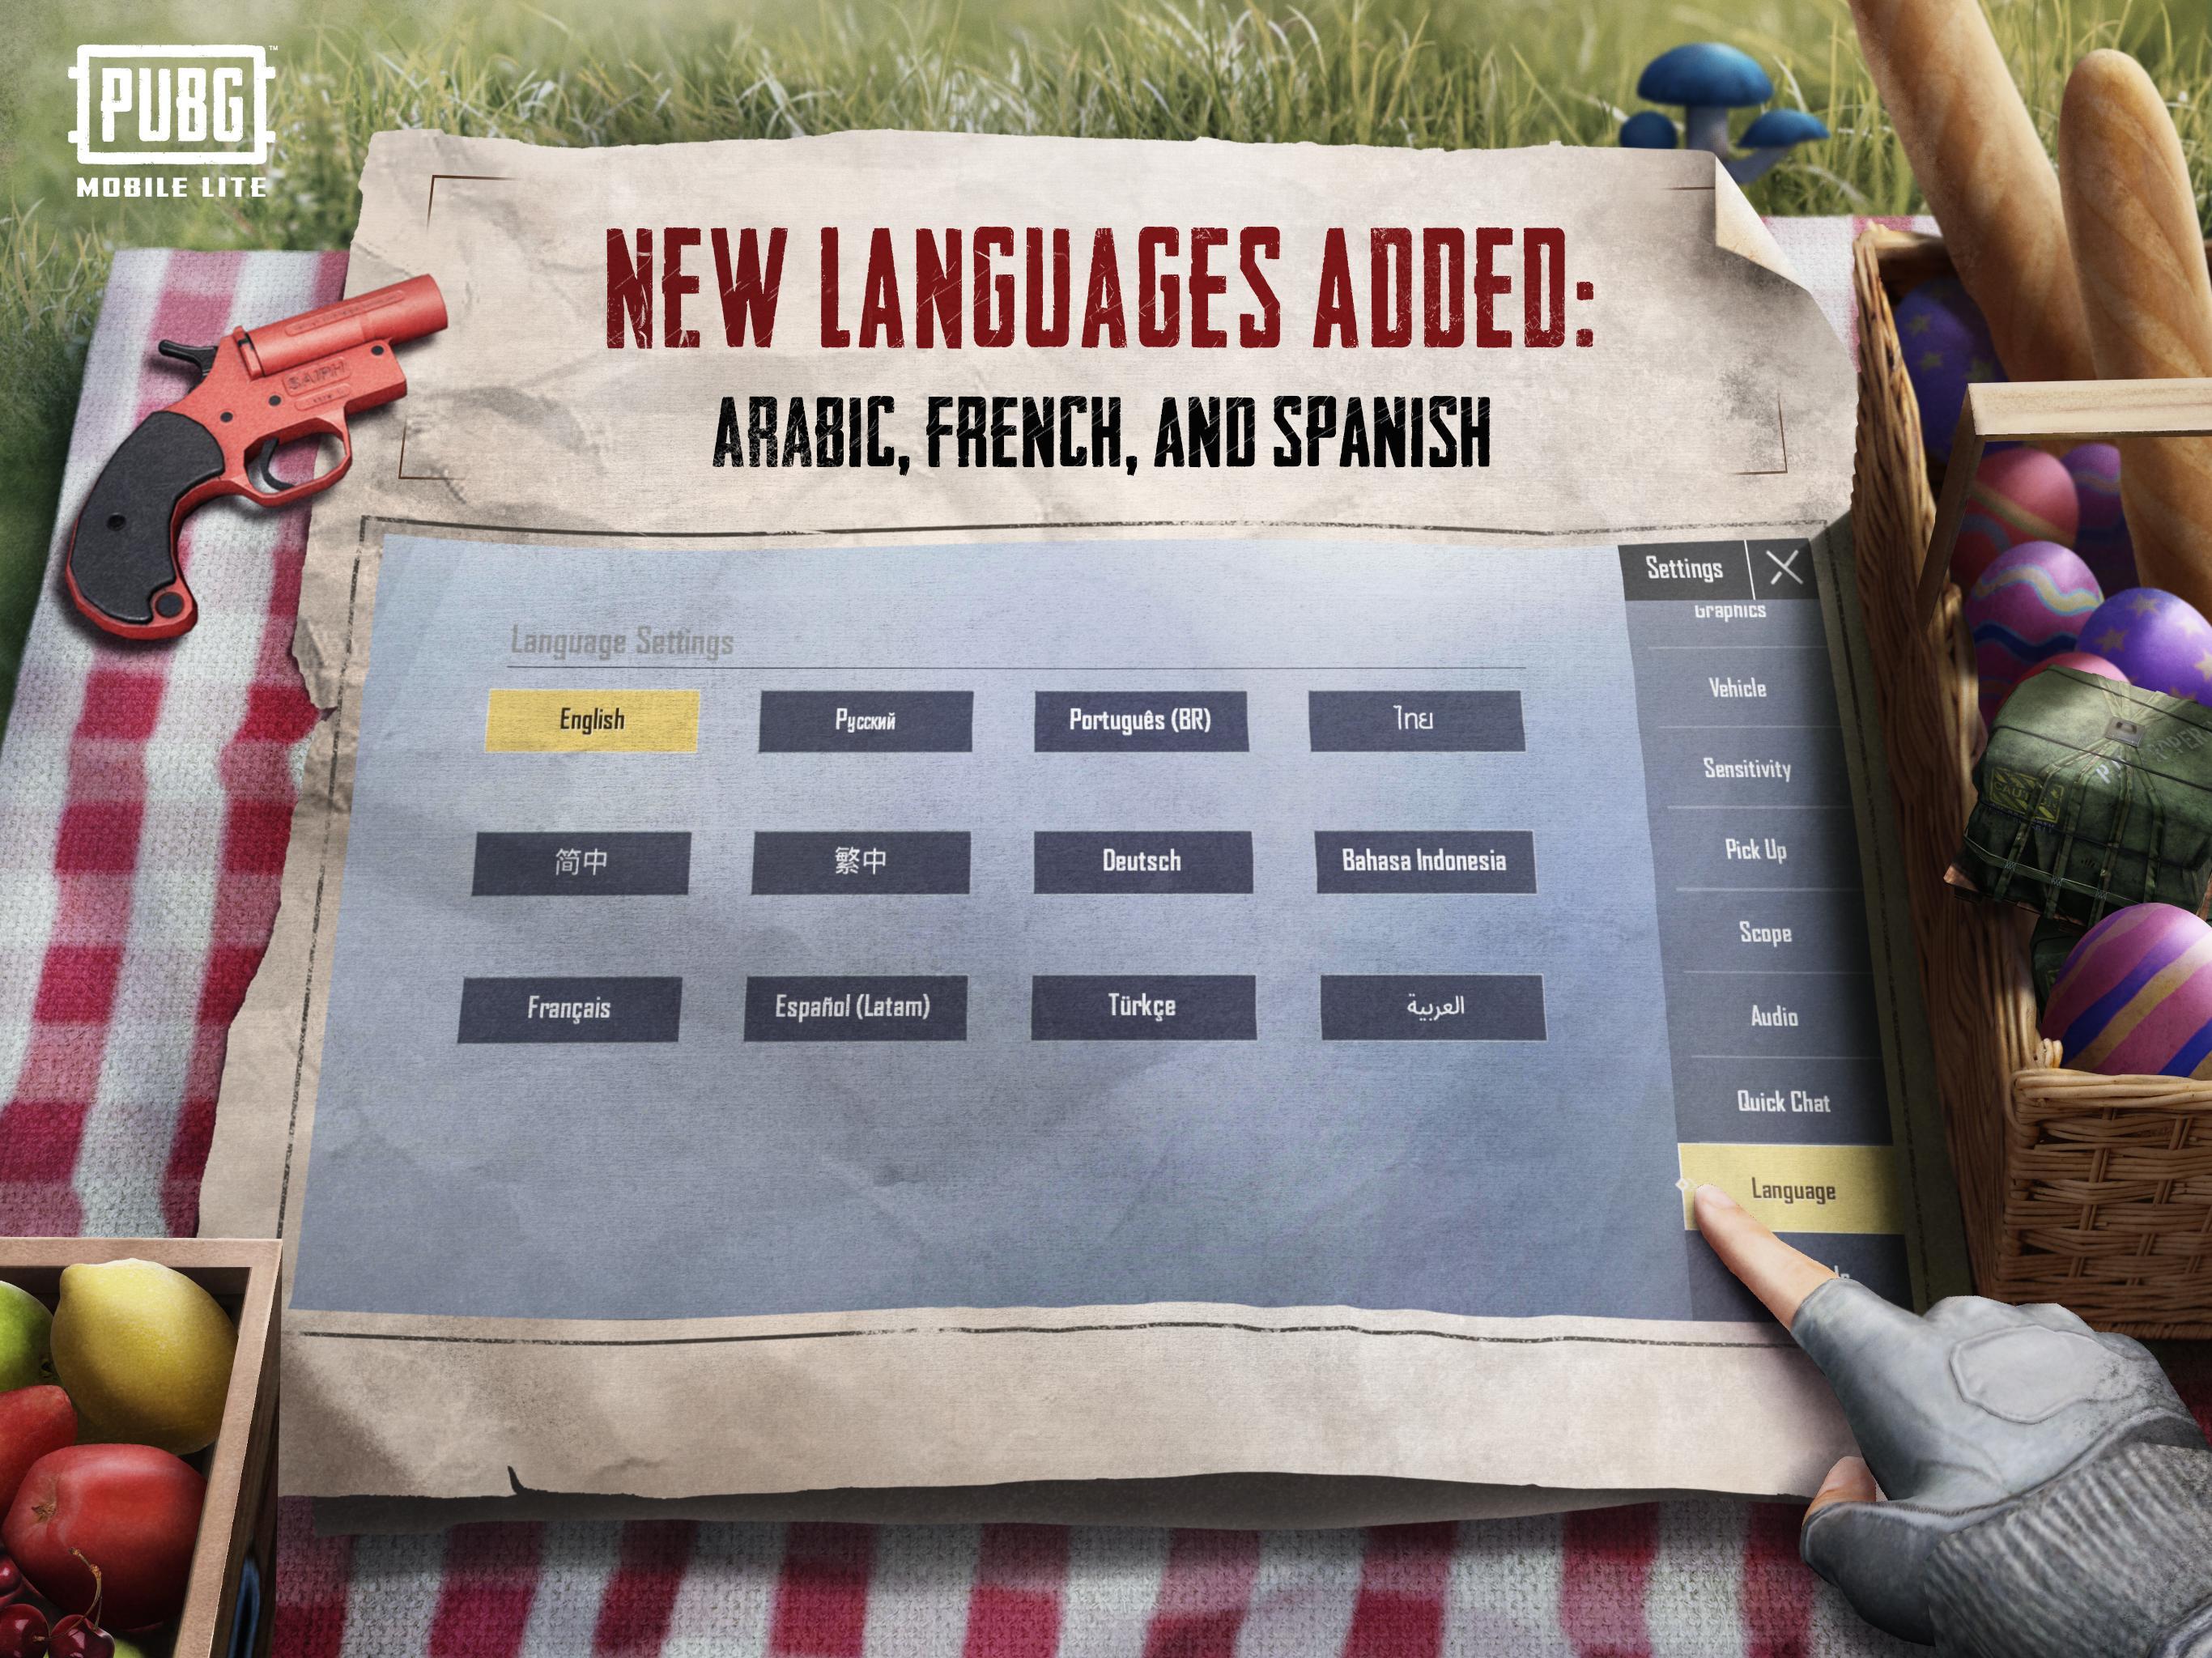 PUBG
MOBILE LITE
NEW LANGUAGES ADDED:
ARABIC, FRENCH, AND SPANISH
Settings
Graphics
Language Settings
English
Русский
Português (BR)
ไทย
Vehicle
Sensitivity
简中
繁中
Deutsch
Bahasa Indonesia
Pick Up
Scope
Français
Español (Latam)
Türkçe
العربية
Audio
Quick Chat
Language